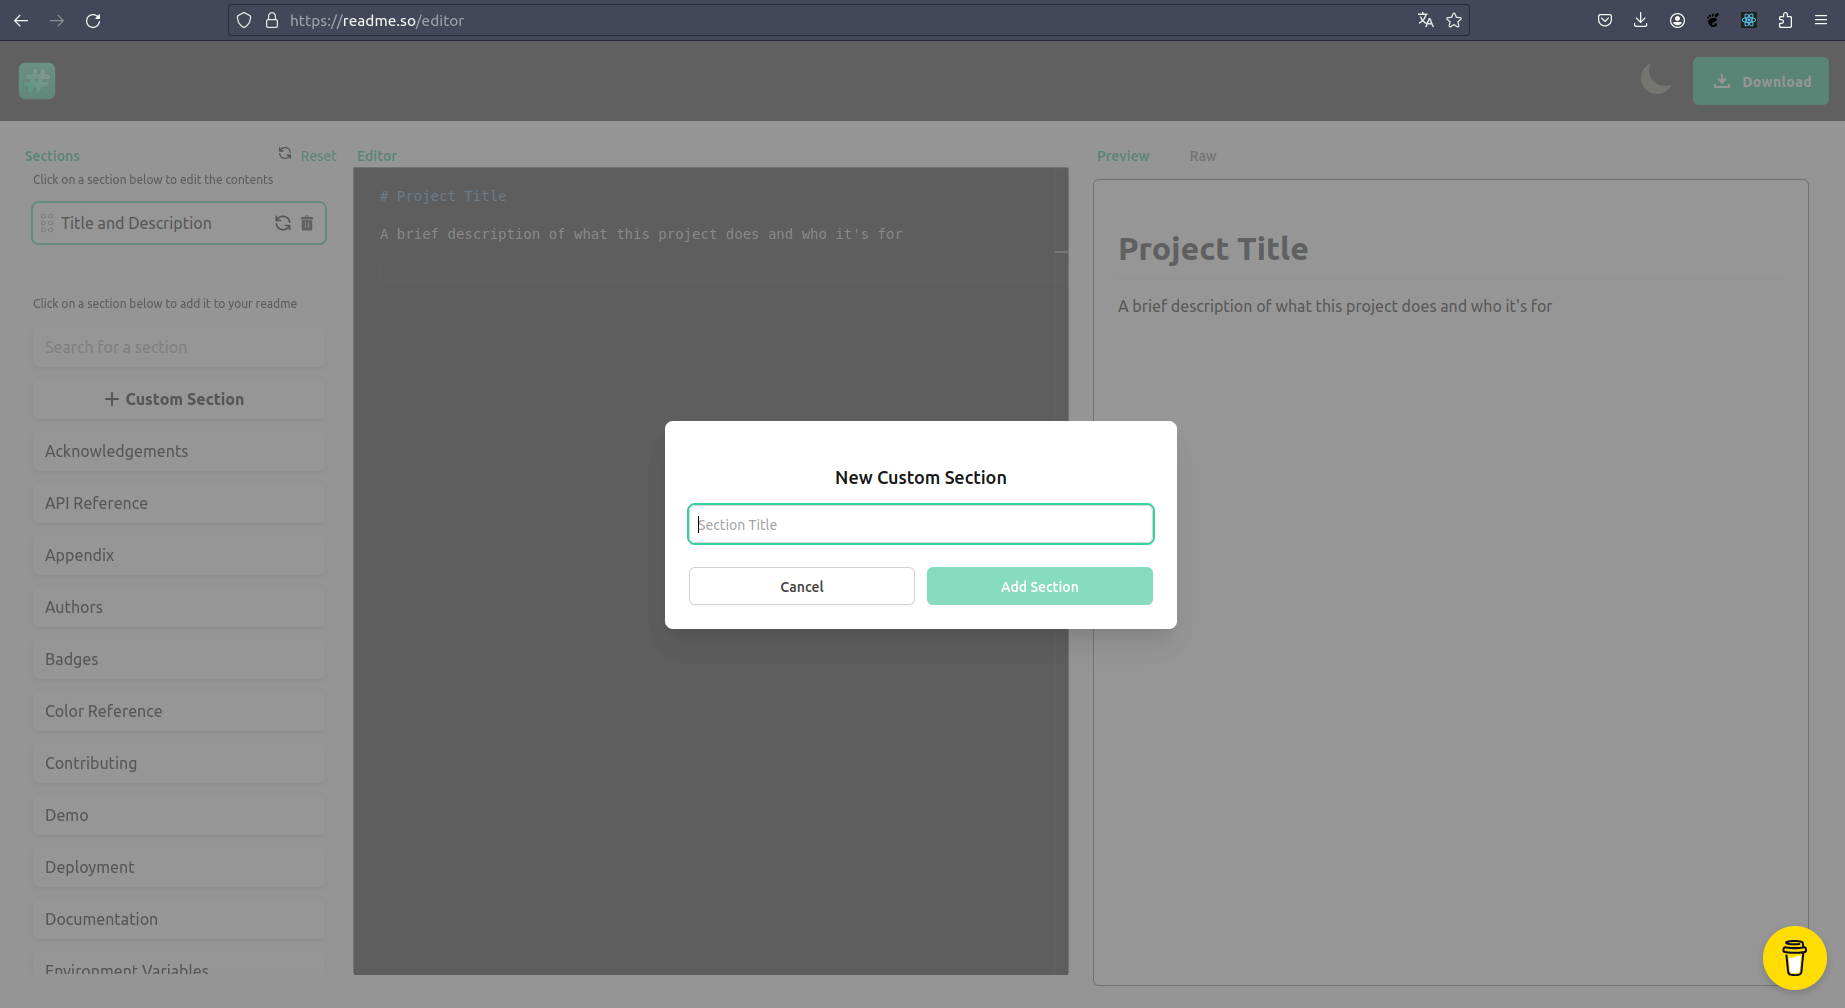 https://readme.so/editor
Download
Sections
Reset
Click on a section below to edit the contents
Title and Description
Click on a section below to add it to your readme
Search for a section
+ Custom Section
Acknowledgements
API Reference
Appendix
Authors
Badges
Color Reference
Contributing
Demo
Deployment
Documentation
Environment Variables
Editor
# Project Title
A brief description of what this project does and who it's for
Preview
Raw
Project Title
A brief description of what this project does and who it's for
New Custom Section
Section Title
Cancel
Add Section